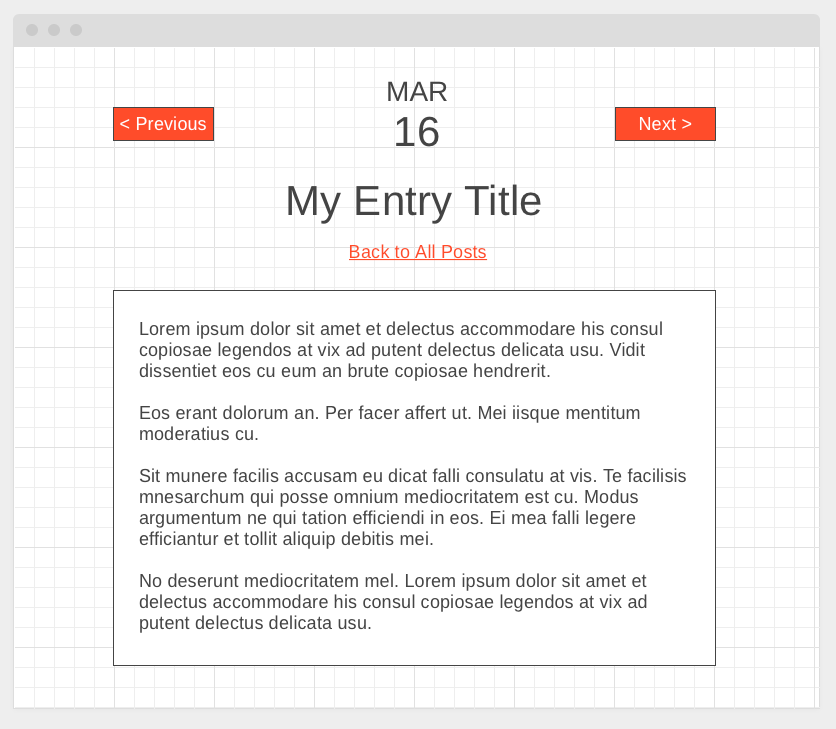 MAR
< Previous
16
Next >
My Entry Title
Back to All Posts
Lorem ipsum dolor sit amet et delectus accommodare his consul
copiosae legendos at vix ad putent delectus delicata usu. Vidit
dissentiet eos cu eum an brute copiosae hendrerit.
Eos erant dolorum an. Per facer affert ut. Mei iisque mentitum
moderatius cu.
Sit munere facilis accusam eu dicat falli consulatu at vis. Te facilisis
mnesarchum qui posse omnium mediocritatem est cu. Modus
argumentum ne qui tation efficiendi in eos. Ei mea falli legere
efficiantur et tollit aliquip debitis mei.
No deserunt mediocritatem mel. Lorem ipsum dolor sit amet et
delectus accommodare his consul copiosae legendos at vix ad
putent delectus delicata usu.